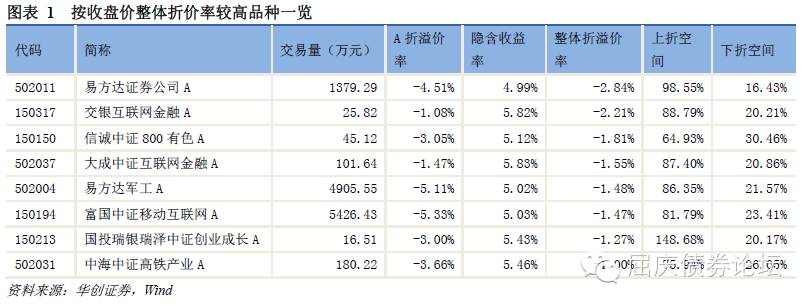 图表 1 按收盘价整体折价率较高品种一览
代码 简称 交易量（万元） A 折溢价率 隐含收益率 整体折溢价率 上折空间 下折空间
502011 易方达证券公司 A 1379.29 -4.51% 4.99% -2.84% 98.55% 16.43%
150317 交银互联网金融 A 25.82 -1.08% 5.82% -2.21% 88.79% 20.21%
150150 信诚中证 800 有色 A 45.12 -3.05% 5.12% -1.81% 64.93% 30.46%
502037 大成中证互联网金融 A 101.64 -1.47% 5.83% -1.55% 87.40% 20.86%
502004 易方达军工 A 4905.55 -5.11% 5.02% -1.48% 86.35% 21.57%
150194 富国中证移动互联网 A 5426.43 -5.33% 5.03% -1.47% 81.79% 23.41%
150213 国投瑞银瑞泽中证创业成长 A 16.51 -3.00% 5.43% -1.27% 148.68% 20.17%
502031 中海中证高铁产业 A 180.22 -3.66% 5.46%
资料来源：华创证券，Wind
屈庆债券论坛